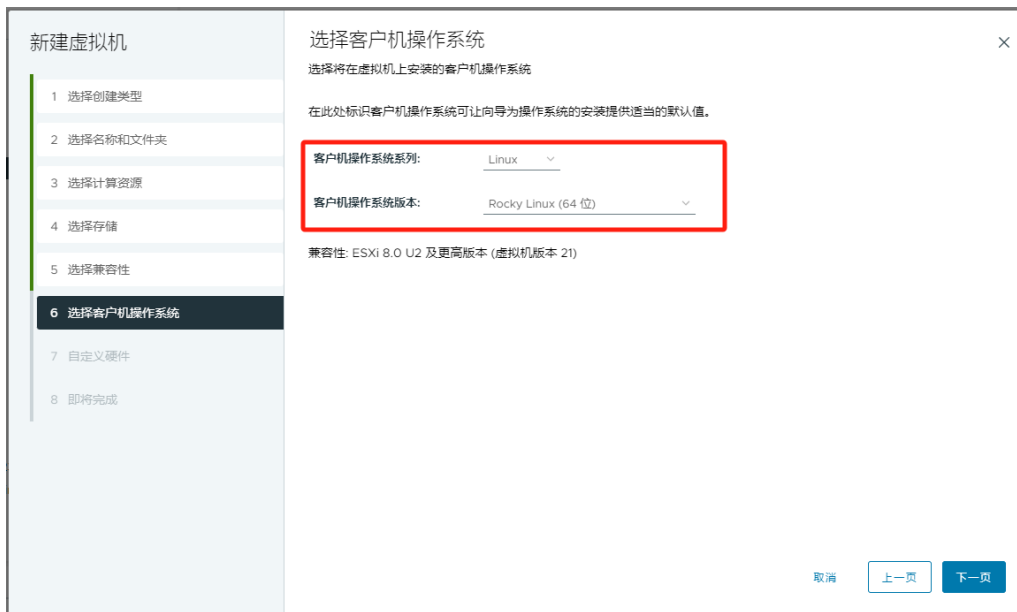 新建虚拟机
1 选择创建类型
2 选择名称和文件夹
3 选择计算资源
4 选择存储
5 选择兼容性
6 选择客户机操作系统
7 自定义硬件
8 即将完成
选择客户机操作系统
选择将在虚拟机上安装的客户机操作系统
在此处标识客户机操作系统可让向导为操作系统的安装提供适当的默认值。
客户机操作系统系列: Linux
客户机操作系统版本: Rocky Linux (64 位)
兼容性: ESXi 8.0 U2 及更高版本 (虚拟机版本 21)
取消 上一页 下一页